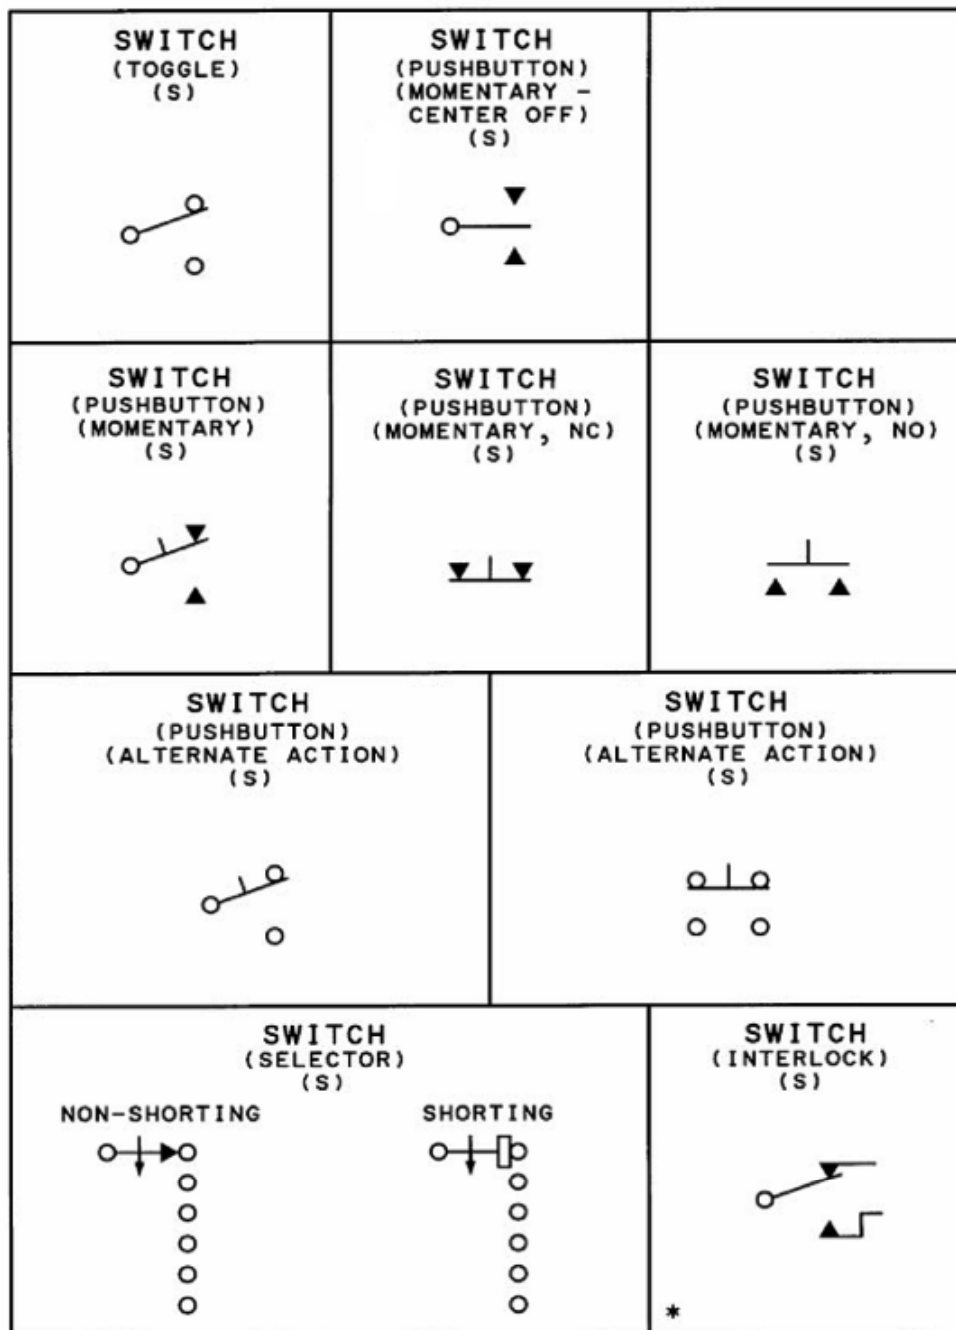 SWITCH
(TOGGLE)
(S)
SWITCH
(PUSHBUTTON)
(MOMENTARY -
CENTER OFF)
(S)
SWITCH
(PUSHBUTTON)
(MOMENTARY)
(S)
SWITCH
(PUSHBUTTON)
(MOMENTARY, NC)
(S)
SWITCH
(PUSHBUTTON)
(MOMENTARY, NO)
(S)
SWITCH
(PUSHBUTTON)
(ALTERNATE ACTION)
(S)
SWITCH
(PUSHBUTTON)
(ALTERNATE ACTION)
(S)
SWITCH
(SELECTOR)
(S)
NON-SHORTING
SHORTING
SWITCH
(INTERLOCK)
(S)
*